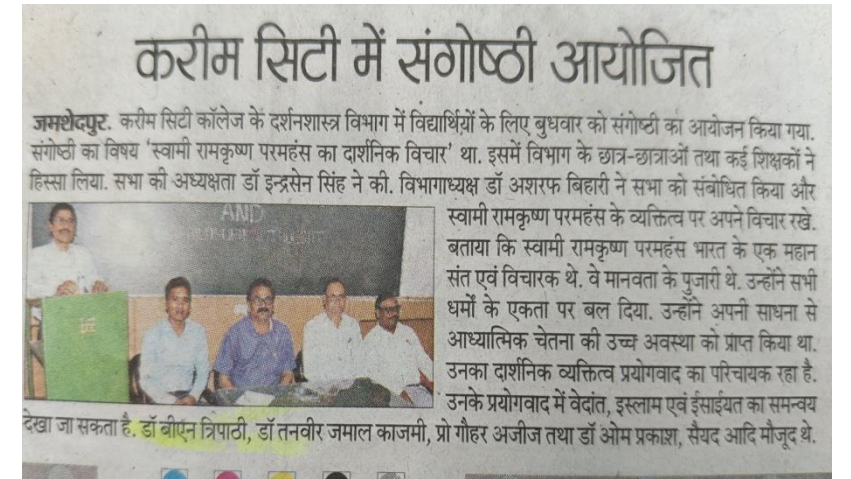 करीम सिटी में संगोष्ठी आयोजित
जमशेदपुर. करीम सिटी कॉलेज के दर्शनशास्त्र विभाग में विद्यार्थियों के लिए बुधवार को संगोष्ठी का आयोजन किया गया.
संगोष्ठी का विषय 'स्वामी रामकृष्ण परमहंस का दार्शनिक विचार' था. इसमें विभाग के छात्र-छात्राओं तथा कई शिक्षकों ने
हिस्सा लिया. सभा की अध्यक्षता डॉ इन्द्रसेन सिंह ने की. विभागाध्यक्ष डॉ अशरफ बिहारी ने सभा को संबोधित किया और
स्वामी रामकृष्ण परमहंस के व्यक्तित्व पर अपने विचार रखे.
बताया कि स्वामी रामकृष्ण परमहंस भारत के एक महान
संत एवं विचारक थे. वे मानवता के पुजारी थे. उन्होंने सभी
धर्मों के एकता पर बल दिया. उन्होंने अपनी साधना से
आध्यात्मिक चेतना की उच्च अवस्था को प्राप्त किया था.
उनका दार्शनिक व्यक्तित्व प्रयोगवाद का परिचायक रहा है.
उनके प्रयोगवाद में वेदांत, इस्लाम एवं ईसाईयत का समन्वय
देखा जा सकता है. डॉ बीएन त्रिपाठी, डॉ तनवीर जमाल काजमी, प्रो गौहर अजीज तथा डॉ ओम प्रकाश, सैयद आदि मौजूद थे.
AND